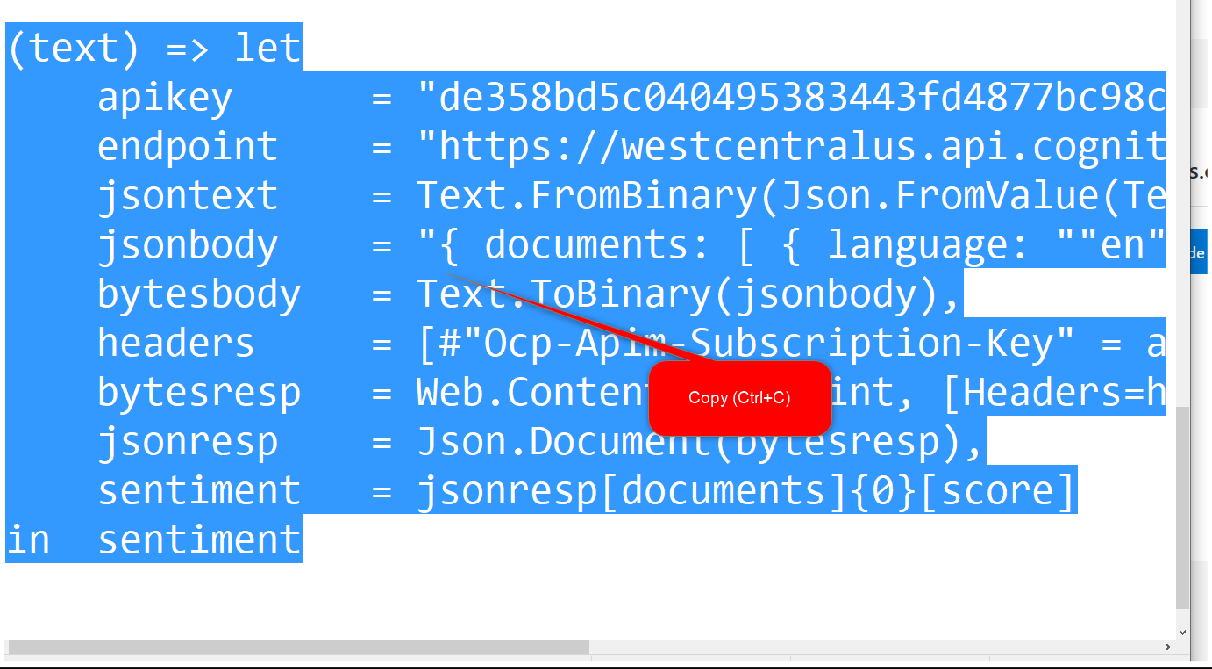 (text) => let
apikey = "de358bd5c040495383443fd4877bc98c
endpoint = "https://westcentralus.api.cognit
jsontext = Text.FromBinary(Json.FromValue(Te
jsonbody = "{ documents: [ { language: ""en"
bytesbody = Text.ToBinary(jsonbody),
headers = [#"Ocp-Apim-Subscription-Key" = a
bytesresp = Web.Content int, [Headers=h
Copy (Ctrl+C)
jsonresp = Json.Document(bytesresp),
sentiment = jsonresp[documents]{0}[score]
in sentiment
s.c
de